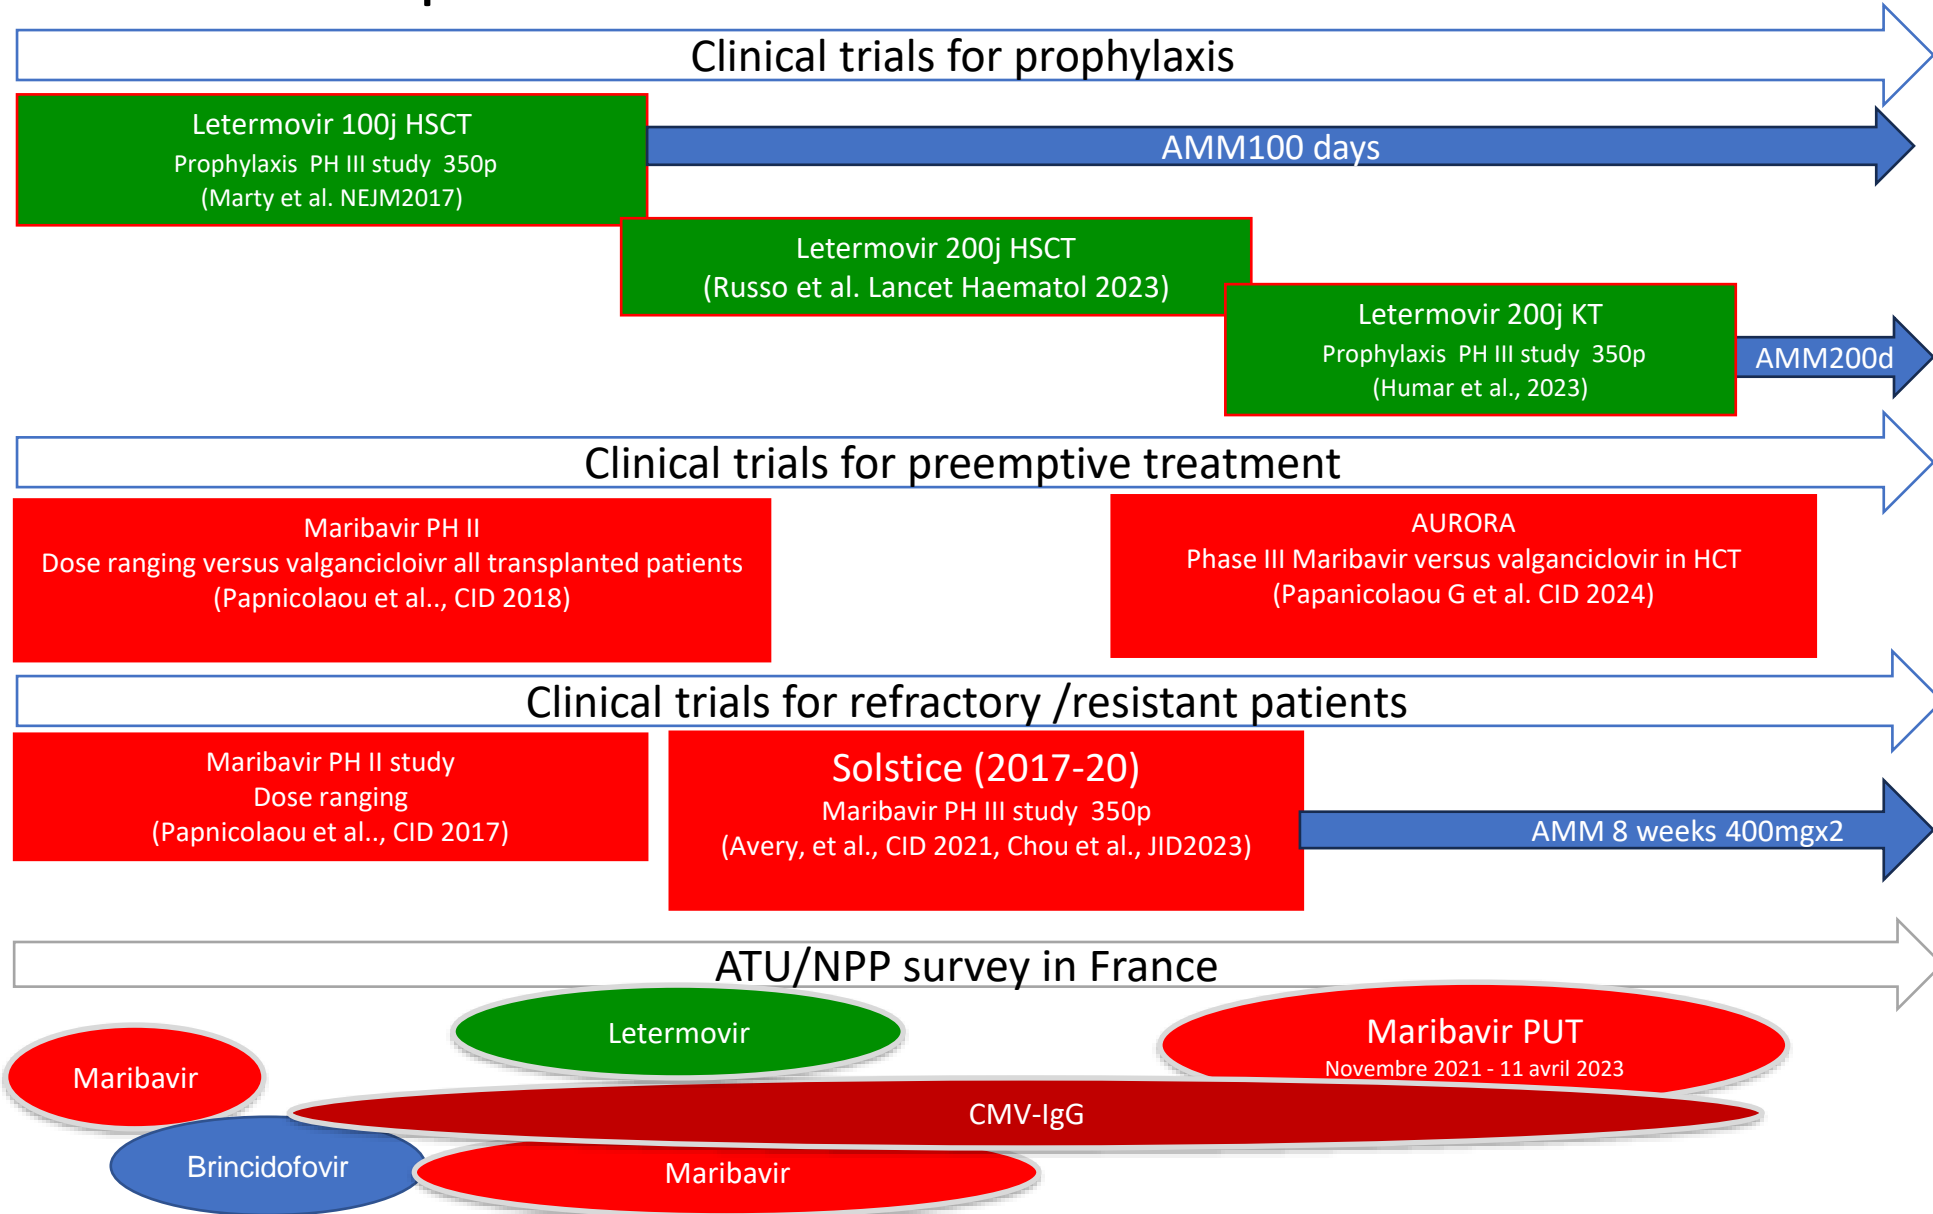 Clinical trials for prophylaxis
Letermovir 100j HSCT
Prophylaxis PH III study 350p
(Marty et al. NEJM2017)
AMM100 days
Letermovir 200j HSCT
(Russo et al. Lancet Haematol 2023)
Letermovir 200j KT
Prophylaxis PH III study 350p
(Humar et al., 2023)
AMM200d
Clinical trials for preemptive treatment
Maribavir PH II
Dose ranging versus valgancicloivr all transplanted patients
(Papnicolaou et al.., CID 2018)
AURORA
Phase III Maribavir versus valganciclovir in HCT
(Papanicolaou G et al. CID 2024)
Clinical trials for refractory /resistant patients
Maribavir PH II study
Dose ranging
(Papnicolaou et al.., CID 2017)
Solstice (2017-20)
Maribavir PH III study 350p
(Avery, et al., CID 2021, Chou et al., JID2023)
AMM 8 weeks 400mgx2
ATU/NPP survey in France
Letermovir
Maribavir PUT
Novembre 2021 - 11 avril 2023
Maribavir
CMV-IgG
Brincidofovir
Maribavir